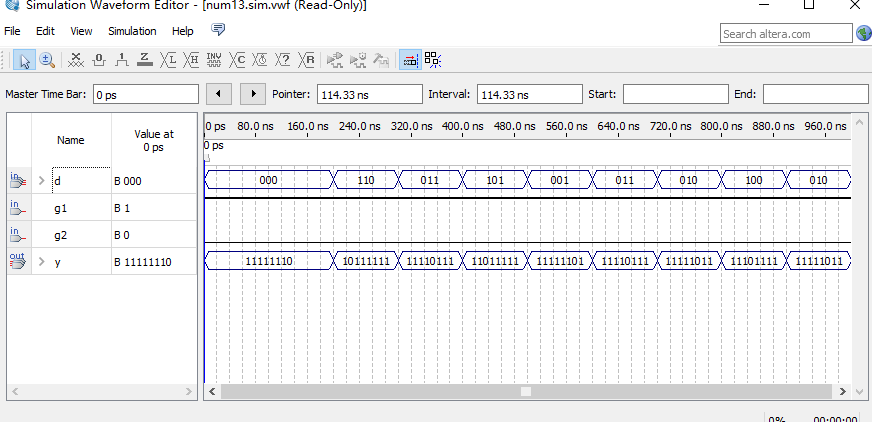 Simulation Waveform Editor - [num13.sim.vwf (Read-Only)]
File Edit View Simulation Help
Search altera.com
Master Time Bar: 0 ps Pointer: 114.33 ns Interval: 114.33 ns Start: End:
Name Value at 0 ps
0 ps 80.0 ns 160.0 ns 240.0 ns 320.0 ns 400.0 ns 480.0 ns 560.0 ns 640.0 ns 720.0 ns 800.0 ns 880.0 ns 960.0 ns
0 ps
in d B 000 000 110 011 101 001 011 010 100 010
in g1 B 1
in g2 B 0
out y B 11111110 11111110 10111111 11110111 11011111 11111101 11110111 11111011 11101111 11111011
0% 00:00:00